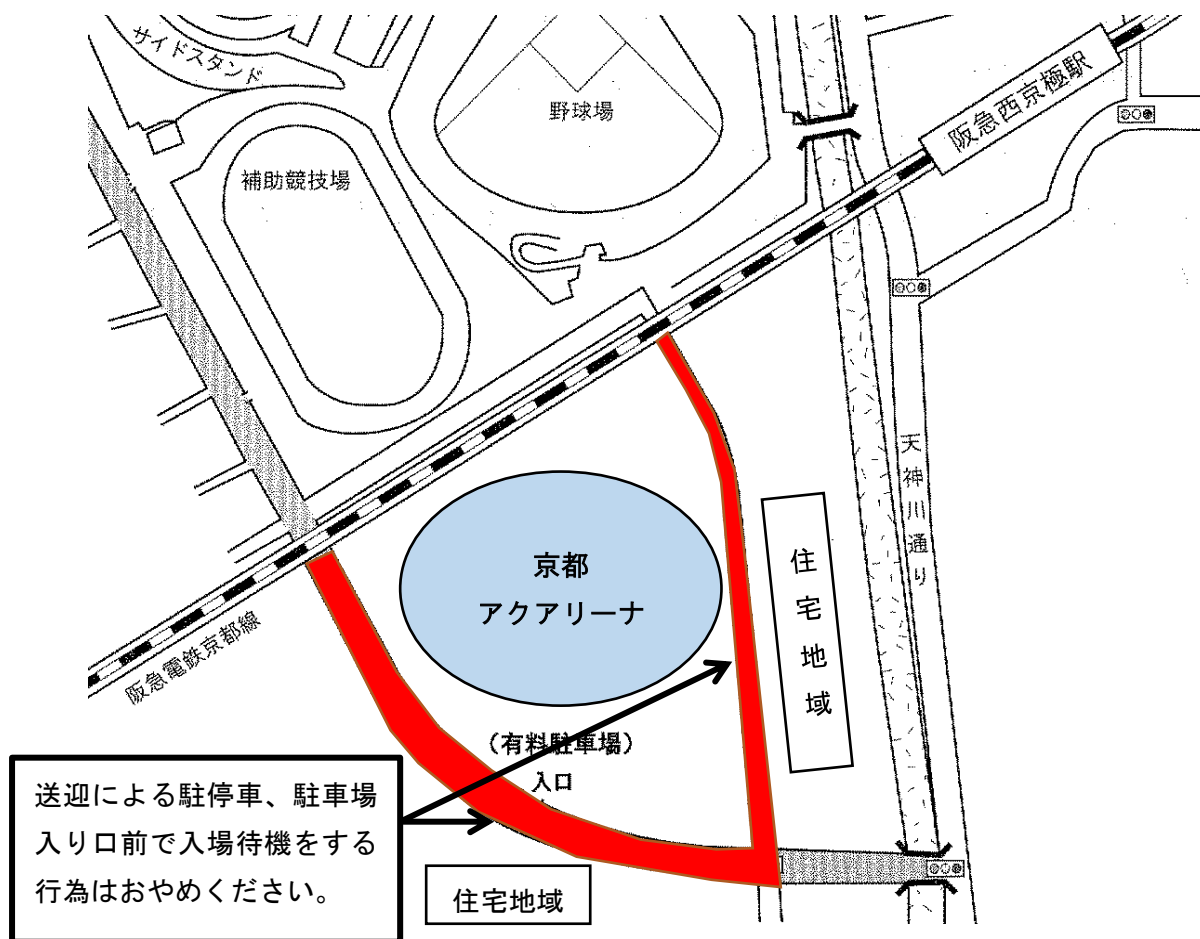 サイドスタンド
野球場
阪急西京極駅
補助競技場
天神川通り
京都
アクアリーナ
住宅地域
阪急電鉄京都線
（有料駐車場）
入口
送迎による駐停車、駐車場
入り口前で入場待機をする
行為はおやめください。
住宅地域